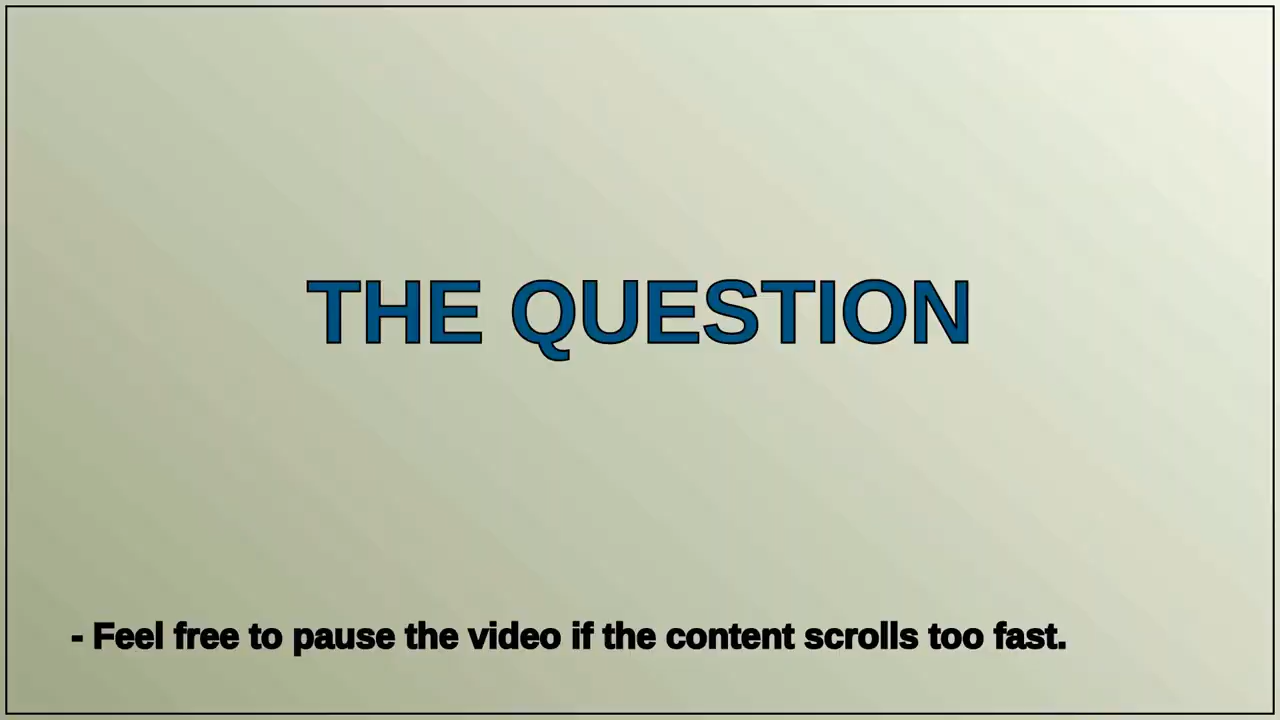 THE QUESTION
- Feel free to pause the video if the content scrolls too fast.